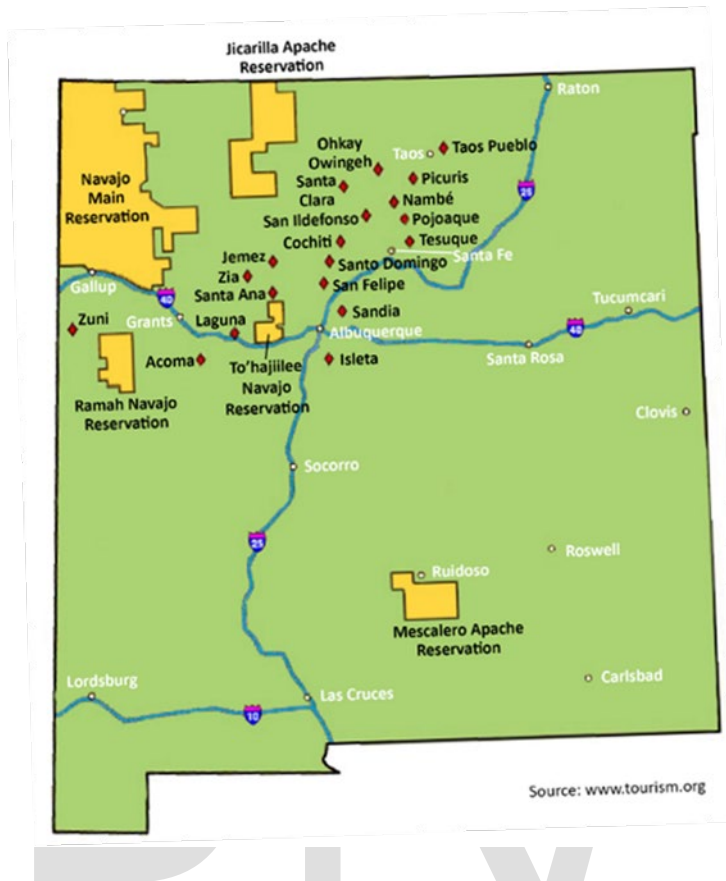 Jicarilla Apache
Reservation
Raton
Ohkay
Owingeh
Taos
Taos Pueblo
Navajo
Main
Reservation
Santa
Clara
Picuris
Nambé
San Ildefonso
Pojoaque
Cochiti
Tesuque
Santa Fe
Jemez
Santo Domingo
Zia
San Felipe
Santa Ana
Gallup
40
25
Zuni
Grants
Laguna
Sandia
Albuquerque
Tucumcari
40
Santa Rosa
Acoma
To'hajiilee
Navajo
Reservation
Isleta
Ramah Navajo
Reservation
Clovis
Socorro
25
Roswell
Ruidoso
Mescalero Apache
Reservation
Carlsbad
Lordsburg
Las Cruces
10
Source: www.tourism.org